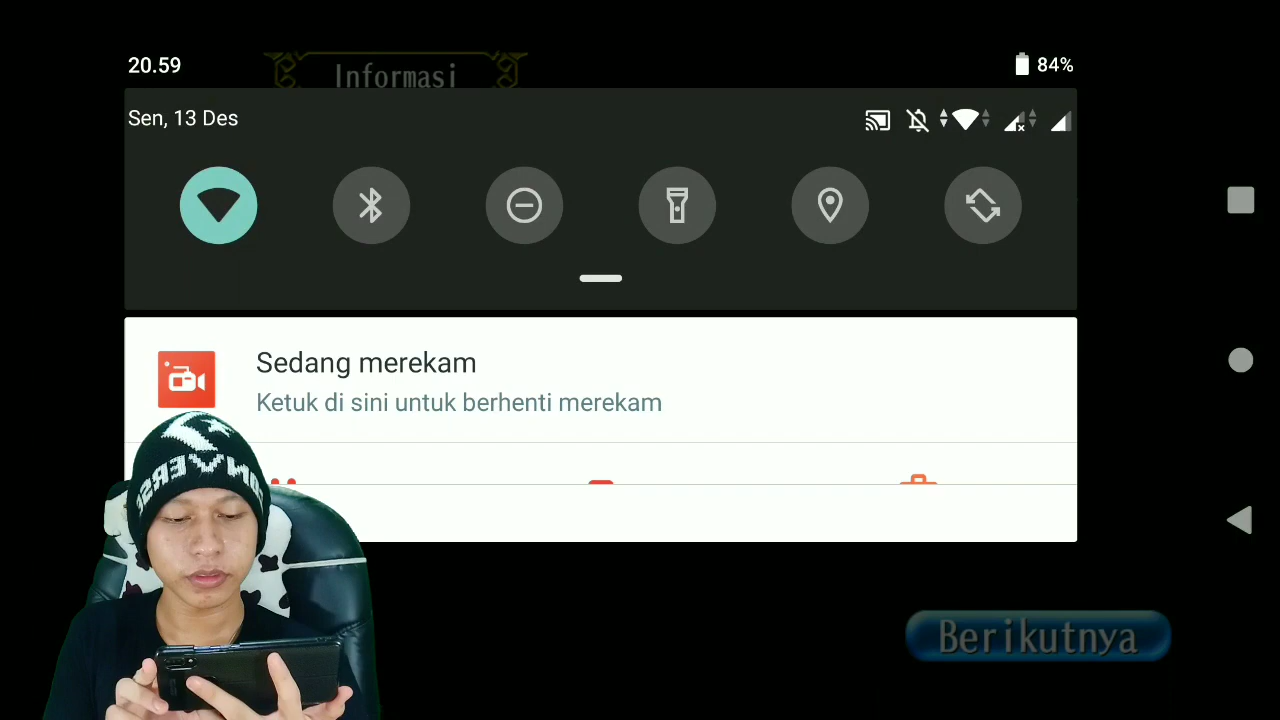 20.59
Informasi
84%
Sen, 13 Des
Sedang merekam
Ketuk di sini untuk berhenti merekam
CONVERSE
Berikutnya